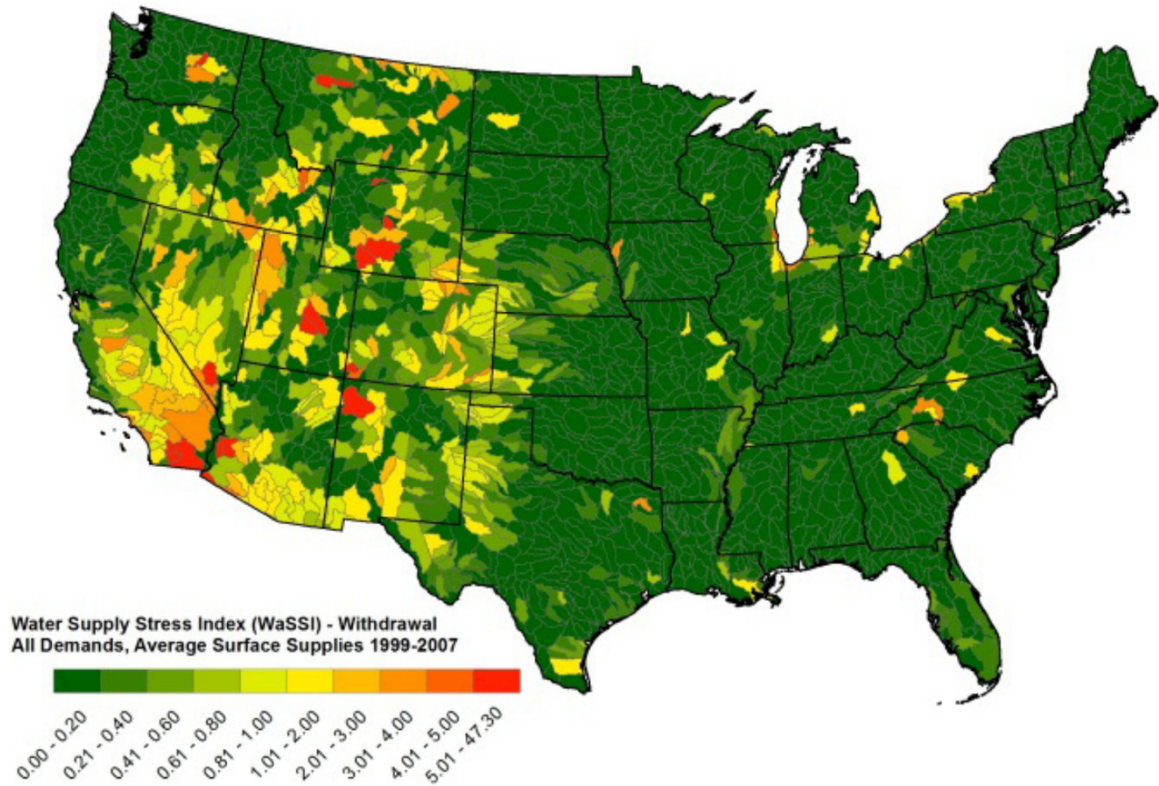 Water Supply Stress Index (WaSSI) - Withdrawal
All Demands, Average Surface Supplies 1999-2007
0.00 - 0.20
0.21 - 0.40
0.41 - 0.60
0.61 - 0.80
0.81 - 1.00
1.01 - 2.00
2.01 - 3.00
3.01 - 4.00
4.01 - 5.00
5.01 - 47.30